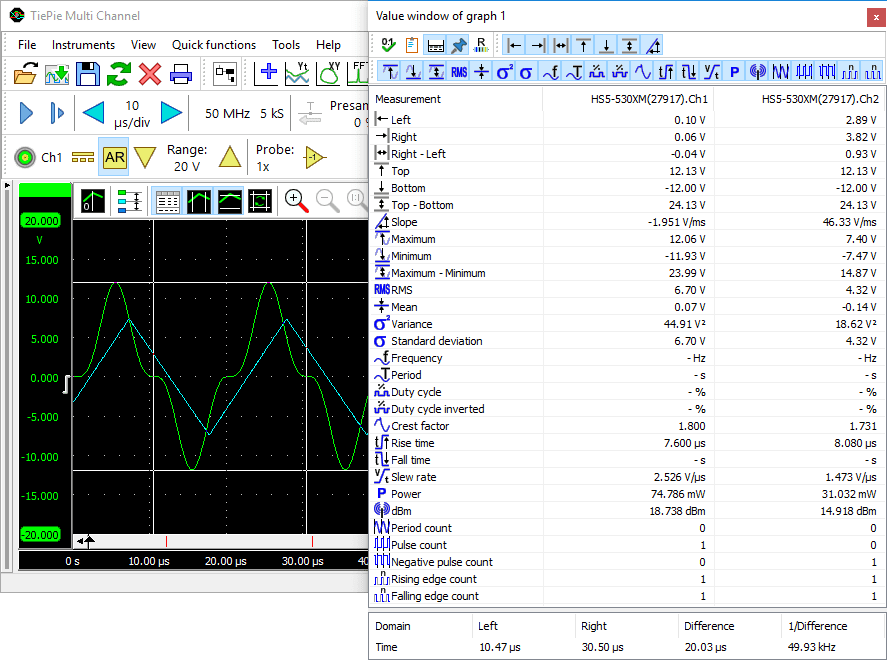 TiePie Multi Channel
File Instruments View Quick functions Tools Help
Yt XY FFT
10
µs/div
50 MHz 5 kS
Presam
0 %
Ch1 AR
Range:
20 V
Probe:
1x
-1
20.000
V
15.000
10.000
5.000
0.000
-5.000
-10.000
-15.000
-20.000
0 s 10.00 µs 20.00 µs 30.00 µs 40
Value window of graph 1
Measurement HS5-530XM(27917).Ch1 HS5-530XM(27917).Ch2
Left 0.10 V 2.89 V
Right 0.06 V 3.82 V
Right - Left -0.04 V 0.93 V
Top 12.13 V 12.13 V
Bottom -12.00 V -12.00 V
Top - Bottom 24.13 V 24.13 V
Slope -1.951 V/ms 46.33 V/ms
Maximum 12.06 V 7.40 V
Minimum -11.93 V -7.47 V
Maximum - Minimum 23.99 V 14.87 V
RMS RMS 6.70 V 4.32 V
Mean 0.07 V -0.14 V
σ² Variance 44.91 V² 18.62 V²
σ Standard deviation 6.70 V 4.32 V
f Frequency - Hz - Hz
T Period - s - s
% Duty cycle - % - %
% Duty cycle inverted - % - %
Crest factor 1.800 1.731
t Rise time 7.600 µs 8.080 µs
t Fall time - s - s
V/t Slew rate 2.526 V/µs 1.473 V/µs
P Power 74.786 mW 31.032 mW
dBm 18.738 dBm 14.918 dBm
Period count 0 0
Pulse count 1 0
Negative pulse count 0 1
Rising edge count 1 1
Falling edge count 1 1
Domain Left Right Difference 1/Difference
Time 10.47 µs 30.50 µs 20.03 µs 49.93 kHz